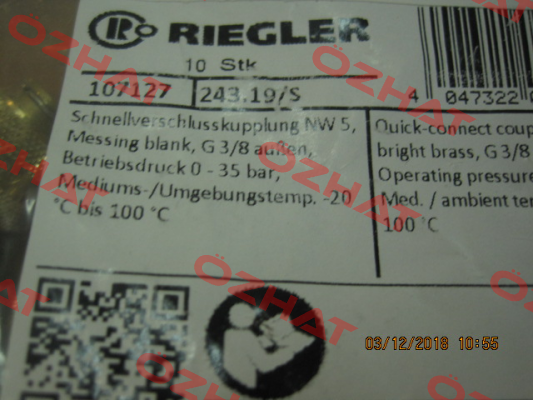 RIEGLER
10 Stk
107127 243.19/S
4 047322
Schnellverschlusskupplung NW 5,
Messing blank, G 3/8 außen,
Betriebsdruck 0 - 35 bar,
Mediums-/Umgebungstemp. -20
°C bis 100 °C
Quick-connect coup
bright brass, G 3/8
Operating pressure
Med. / ambient ter
100 °C
03/12/2018 10:55
OZHAT
OZHAT
OZHAT
OZHAT
OZHAT
OZHAT